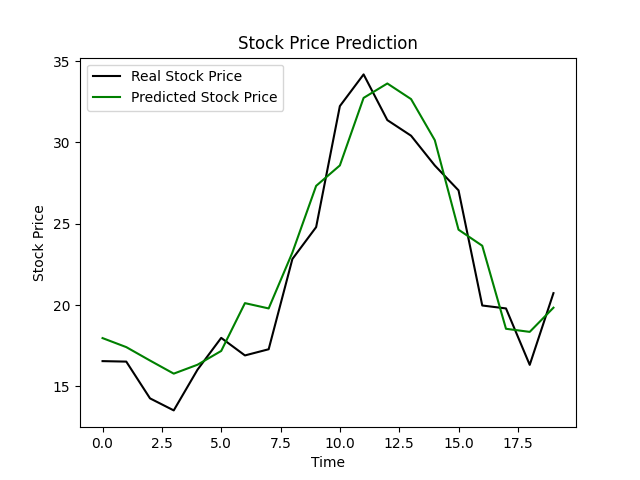 Stock Price Prediction
Real Stock Price
Predicted Stock Price
Stock Price
35
30
25
20
15
0.0 2.5 5.0 7.5 10.0 12.5 15.0 17.5
Time